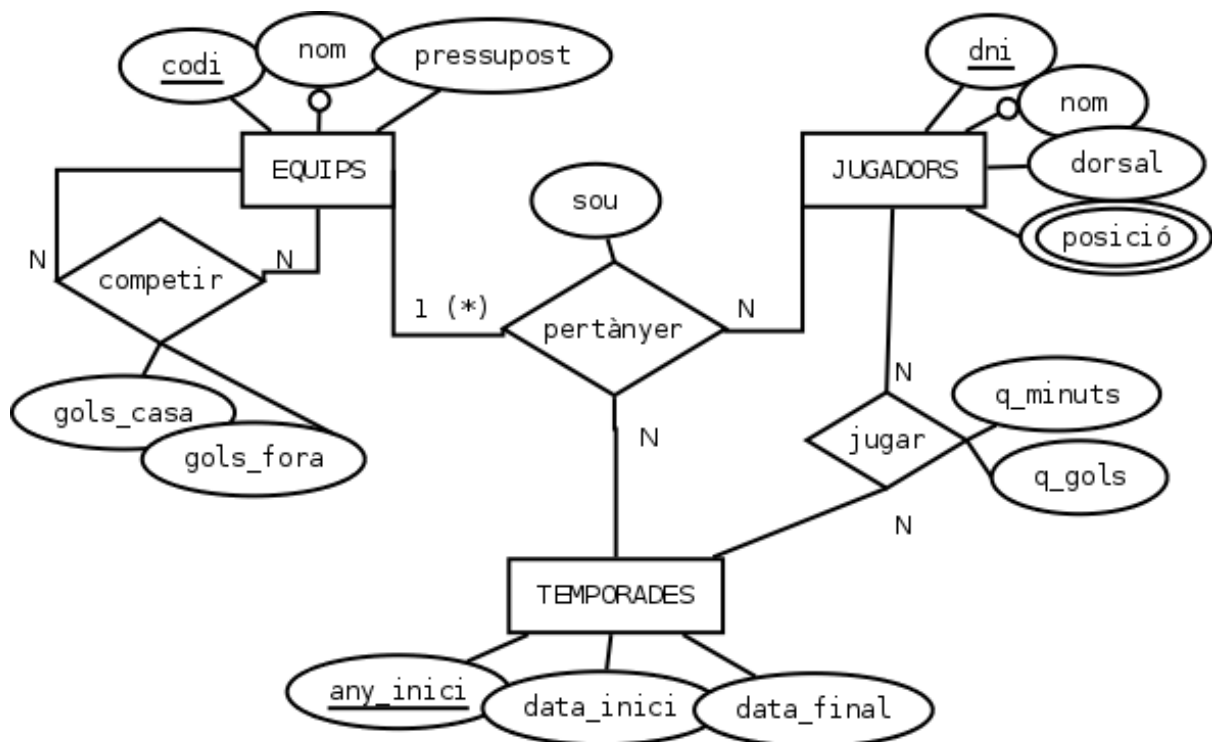 codi
nom
pressupost
dni
nom
dorsal
posició
EQUIPS
JUGADORS
sou
N
N
competir
1 (*)
pertànyer
N
gols_casa
gols_fora
N
N
q_minuts
jugar
q_gols
N
TEMPORADES
any_inici
data_inici
data_final